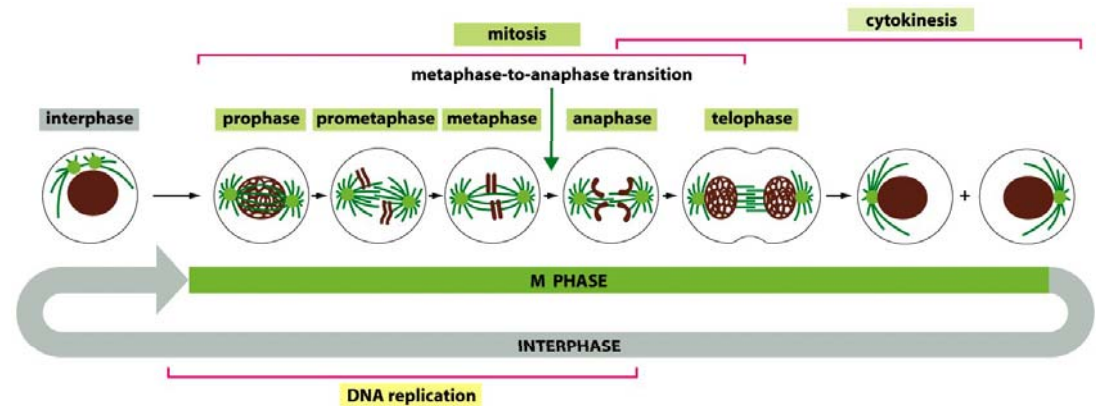 cytokinesis
mitosis
metaphase-to-anaphase transition
interphase
prophase
prometaphase
metaphase
anaphase
telophase
+
M PHASE
INTERPHASE
DNA replication